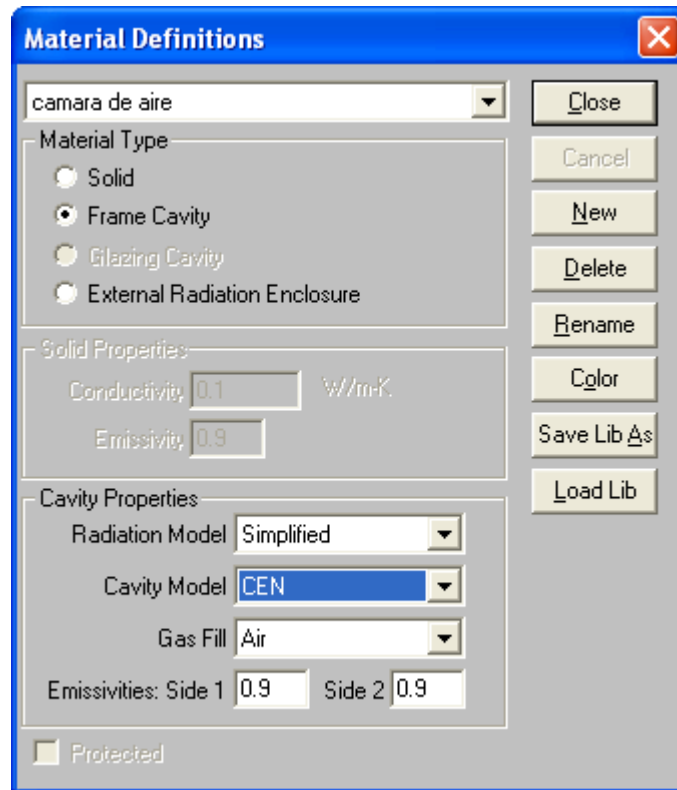 Material Definitions
camara de aire
Close
Material Type
Cancel
Solid
Frame Cavity
New
Glazing Cavity
Delete
External Radiation Enclosure
Rename
Solid Properties
Conductivity 0.1 W/m-K
Color
Emissivity 0.9
Save Lib As
Load Lib
Cavity Properties
Radiation Model Simplified
Cavity Model CEN
Gas Fill Air
Emissivities: Side 1 0.9 Side 2 0.9
Protected